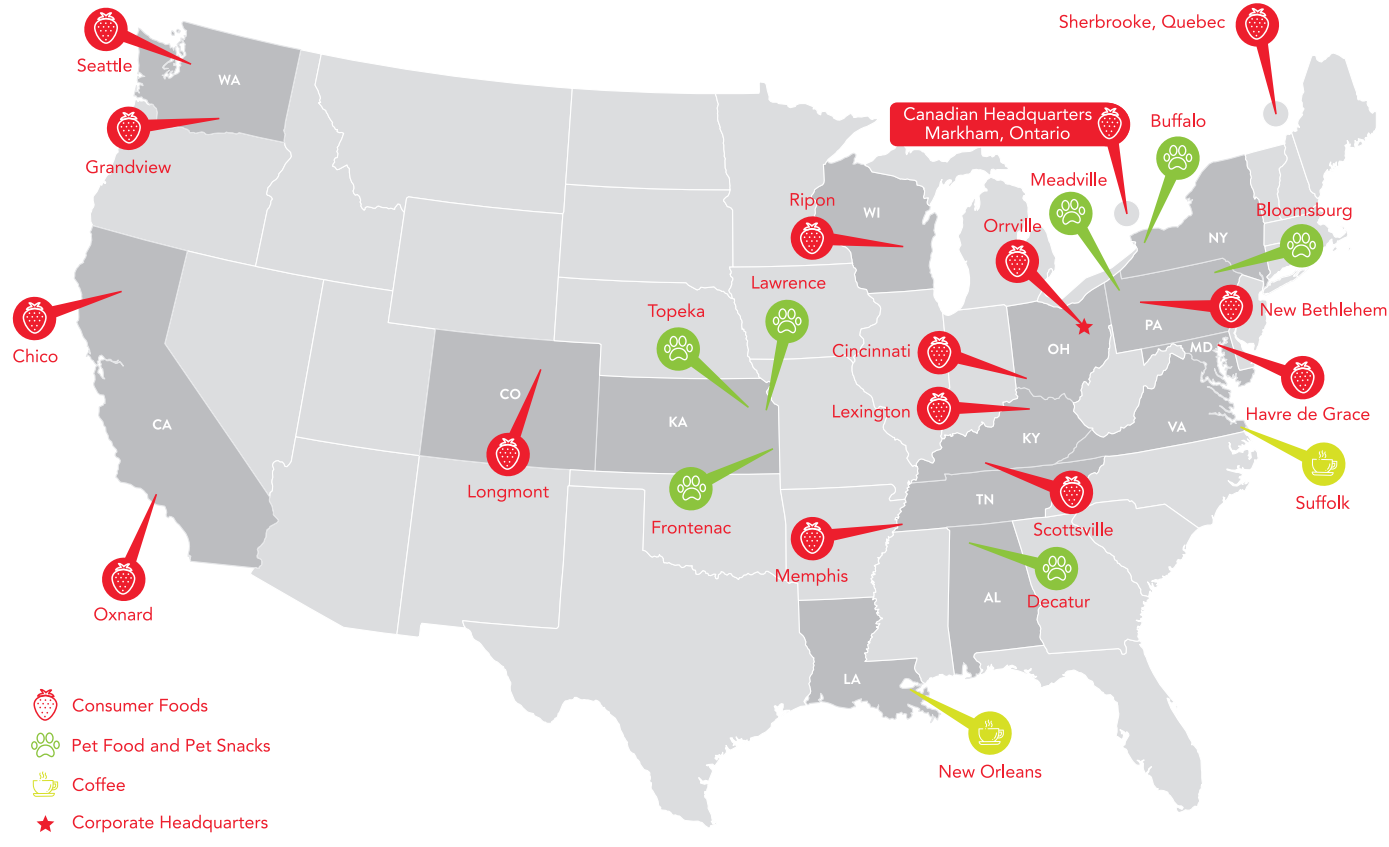 Sherbrooke, Quebec
Seattle
WA
Canadian Headquarters
Markham, Ontario
Buffalo
Grandview
Meadville
Ripon
WI
Bloomsburg
Orrville
NY
Lawrence
Topeka
New Bethlehem
PA
Chico
Cincinnati
OH
MD
CO
Lexington
Havre de Grace
CA
KA
KY
VA
Longmont
Suffolk
Frontenac
TN
Scottsville
Memphis
AL
Decatur
Oxnard
LA
New Orleans
Consumer Foods
Pet Food and Pet Snacks
Coffee
Corporate Headquarters